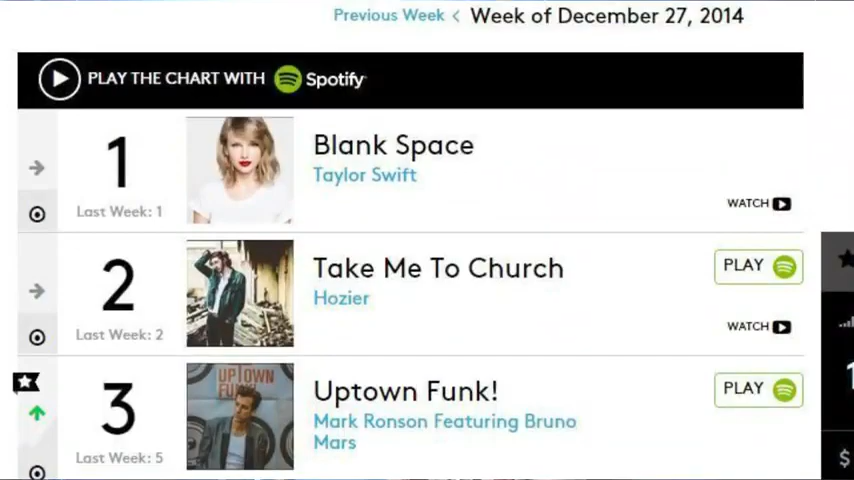 Previous Week < Week of December 27, 2014
PLAY THE CHART WITH Spotify
1
Blank Space
Taylor Swift
Last Week: 1
WATCH
2
Take Me To Church
Hozier
PLAY
Last Week: 2
WATCH
3
UPTOWN
Uptown Funk!
Mark Ronson Featuring Bruno
Mars
PLAY
Last Week: 5
$